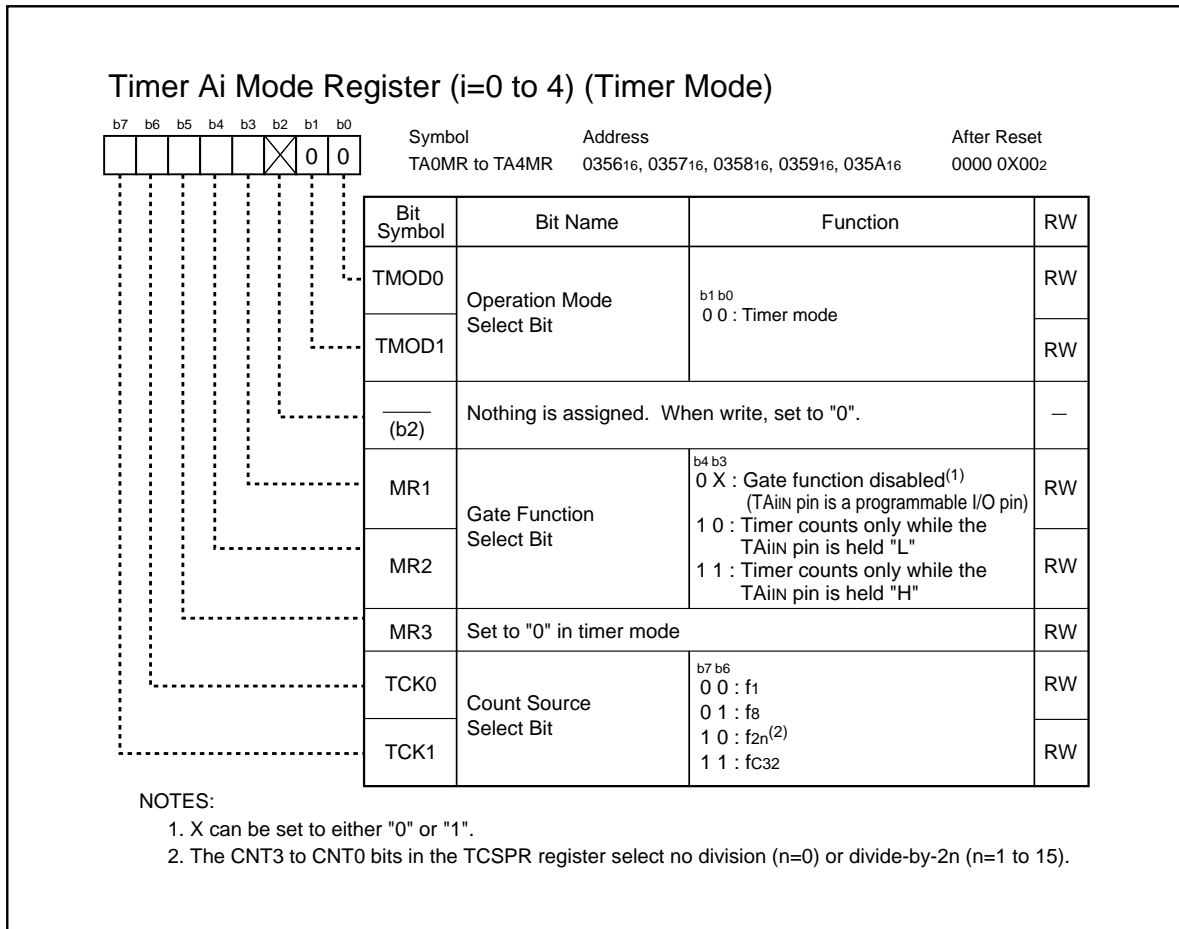 Timer Ai Mode Register (i=0 to 4) (Timer Mode)
b7 b6 b5 b4 b3 b2 b1 b0
0 0
Symbol Address After Reset
TA0MR to TA4MR 035616, 035716, 035816, 035916, 035A16 0000 0X002
Bit Symbol Bit Name Function RW
TMOD0 RW
Operation Mode Select Bit
b1 b0
0 0 : Timer mode
TMOD1 RW
(b2) Nothing is assigned. When write, set to "0". —
MR1 RW
Gate Function Select Bit
b4 b3
0 X : Gate function disabled(1)
(TAiIN pin is a programmable I/O pin)
1 0 : Timer counts only while the
TAiIN pin is held "L"
1 1 : Timer counts only while the
TAiIN pin is held "H"
MR2 RW
MR3 Set to "0" in timer mode RW
TCK0 RW
Count Source Select Bit
b7 b6
0 0 : f1
0 1 : f8
1 0 : f2n(2)
1 1 : fC32
TCK1 RW
NOTES:
1. X can be set to either "0" or "1".
2. The CNT3 to CNT0 bits in the TCSPR register select no division (n=0) or divide-by-2n (n=1 to 15).